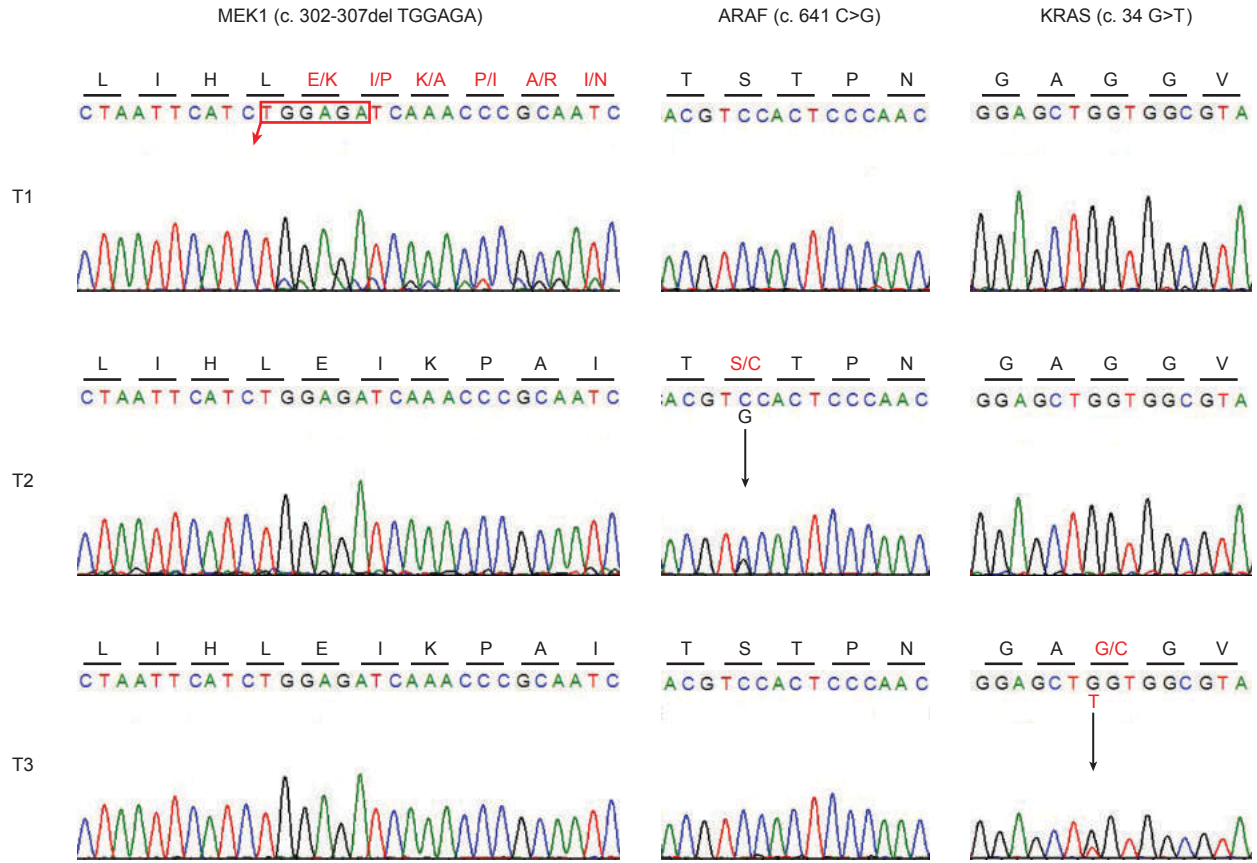 MEK1 (c. 302-307del TGGAGA) ARAF (c. 641 C>G) KRAS (c. 34 G>T)
L I H L E/K I/P K/A P/I A/R I/N T S T P N G A G G V
CTAATTCATCTGGAGATCAAACCCGCAATC ACGTCCACTCCCAAC GGAGCTGGTGGCGTA
T1
L I H L E I K P A I T S/C T P N G A G G V
CTAATTCATCTGGAGATCAAACCCGCAATC ACGTCCACTCCCAAC GGAGCTGGTGGCGTA
G
T2
L I H L E I K P A I T S T P N G A G/C G V
CTAATTCATCTGGAGATCAAACCCGCAATC ACGTCCACTCCCAAC GGAGCTGGTGGCGTA
T
T3